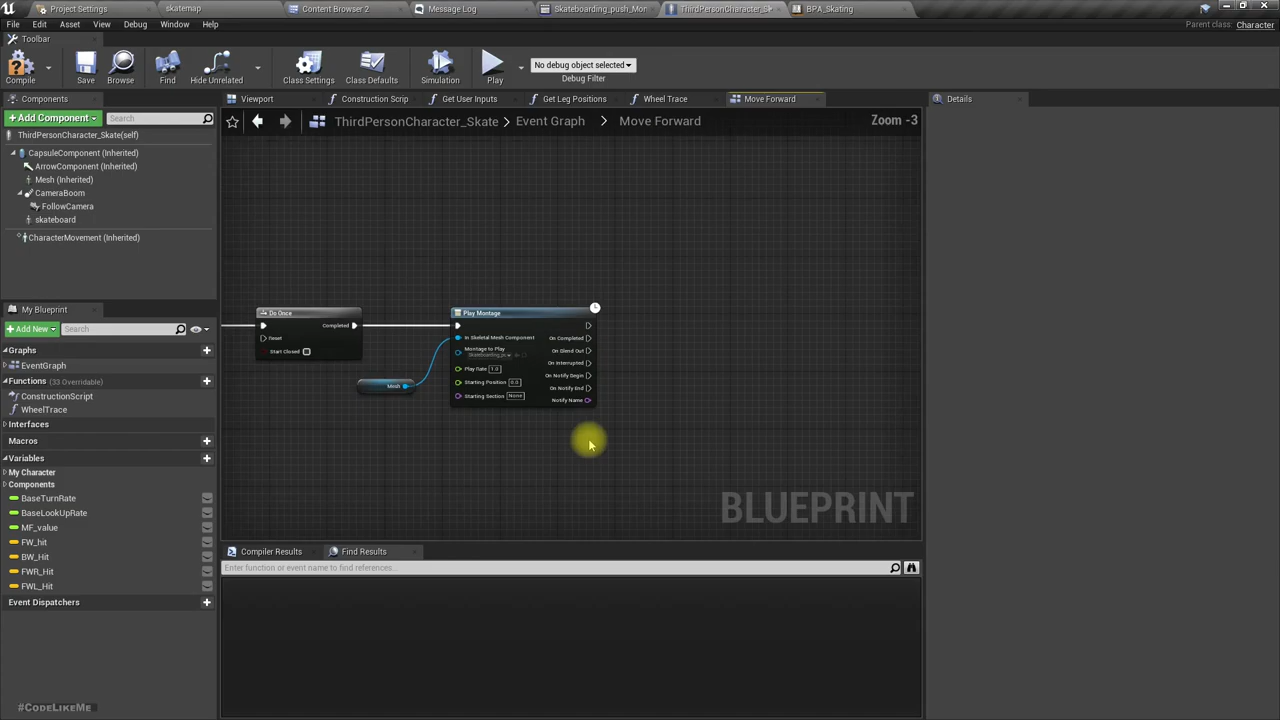 Project Settings
skatemap
Content Browser 2
Message Log
Skateboarding_push_Mon
ThirdPersonCharacter_S
BPA_Skating
File
Edit
Asset
View
Debug
Window
Help
Parent class: Character
Toolbar
Compile
Save
Browse
Find
Hide Unrelated
Class Settings
Class Defaults
Simulation
Play
No debug object selected
Debug Filter
Components
Viewport
Construction Scrip
Get User Inputs
Get Leg Positions
Wheel Trace
Move Forward
Details
+ Add Component
Search
ThirdPersonCharacter_Skate > Event Graph > Move Forward
Zoom -3
ThirdPersonCharacter_Skate(self)
CapsuleComponent (Inherited)
ArrowComponent (Inherited)
Mesh (Inherited)
CameraBoom
FollowCamera
skateboard
CharacterMovement (Inherited)
My Blueprint
+ Add New
Search
Graphs
EventGraph
Functions (33 Overridable)
ConstructionScript
WheelTrace
Interfaces
Macros
Variables
My Character
Components
BaseTurnRate
BaseLookUpRate
MF_value
FW_hit
BW_Hit
FWR_Hit
FWL_Hit
Event Dispatchers
Do Once
Completed
Reset
Start Closed
Mesh
Play Montage
In Skeletal Mesh Component
On Completed
Montage to Play
Skateboarding_pu
On Blend Out
On Interrupted
Play Rate 1.0
On Notify Begin
Starting Position 0.0
On Notify End
Starting Section None
Notify Name
BLUEPRINT
Compiler Results
Find Results
Enter function or event name to find references...
#CodeLikeMe